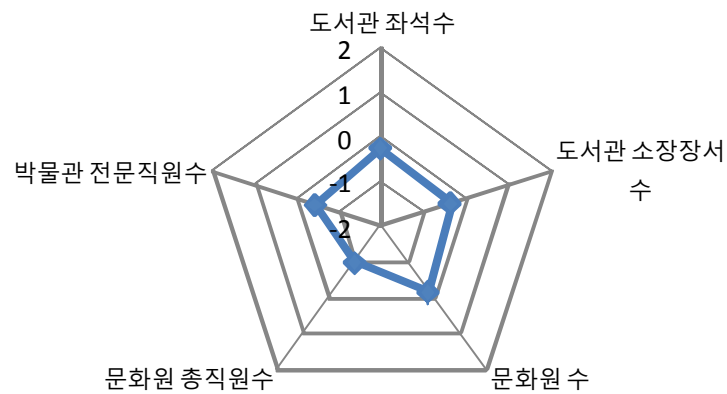 도서관 좌석수
2
1
0
-1
-2
도서관 소장장서
수
박물관 전문직원수
문화원 총직원수
문화원 수